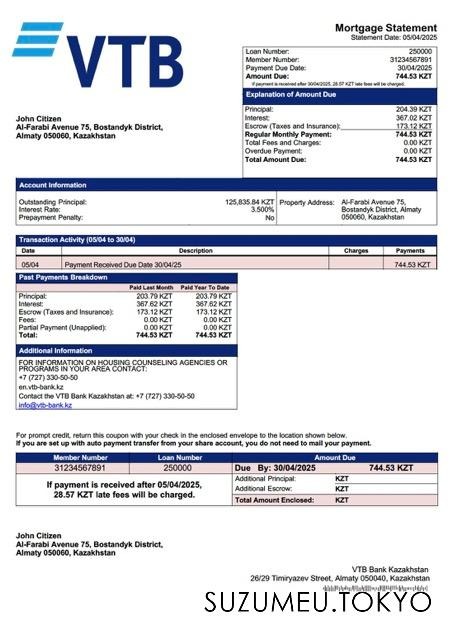 VTB
Mortgage Statement
Statement Date: 05/04/2025
Loan Number: 250000
Member Number: 31234567891
Payment Due Date: 30/04/2025
Amount Due: 744.53 KZT
If payment is received after 30/04/2025, 28.57 KZT late fees will be charged.
John Citizen
Al-Farabi Avenue 75, Bostandyk District,
Almaty 050060, Kazakhstan
Explanation of Amount Due
Principal: 204.39 KZT
Interest: 367.02 KZT
Escrow (Taxes and Insurance): 173.12 KZT
Regular Monthly Payment: 744.53 KZT
Total Fees and Charges: 0.00 KZT
Overdue Payment: 0.00 KZT
Total Amount Due: 744.53 KZT
Account Information
Outstanding Principal: 125,835.84 KZT
Interest Rate: 3.500%
Prepayment Penalty: No
Property Address: Al-Farabi Avenue 75,
Bostandyk District, Almaty
050060, Kazakhstan
Transaction Activity (05/04 to 30/04)
Date Description Charges Payments
05/04 Payment Received Due Date 30/04/25 744.53 KZT
Past Payments Breakdown
Paid Last Month Paid Year To Date
Principal: 203.79 KZT 203.79 KZT
Interest: 367.62 KZT 367.62 KZT
Escrow (Taxes and Insurance): 173.12 KZT 173.12 KZT
Fees: 0.00 KZT 0.00 KZT
Partial Payment (Unapplied): 0.00 KZT 0.00 KZT
Total: 744.53 KZT 744.53 KZT
Additional Information
FOR INFORMATION ON HOUSING COUNSELING AGENCIES OR
PROGRAMS IN YOUR AREA CONTACT:
+7 (727) 330-50-50
en.vtb-bank.kz
Contact the VTB Bank Kazakhstan at: +7 (727) 330-50-50
info@vtb-bank.kz
For prompt credit, return this coupon with your check in the enclosed envelope to the location shown below.
If you are set up with auto payment transfer from your share account, you do not need to mail your payment.
Member Number Loan Number Amount Due
31234567891 250000 Due By: 30/04/2025 744.53 KZT
If payment is received after 05/04/2025,
28.57 KZT late fees will be charged.
Additional Principal: KZT
Additional Escrow: KZT
Total Amount Enclosed: KZT
John Citizen
Al-Farabi Avenue 75, Bostandyk District,
Almaty 050060, Kazakhstan
VTB Bank Kazakhstan
26/29 Timiryazev Street, Almaty 050040, Kazakhstan
SUZUMEU.TOKYO